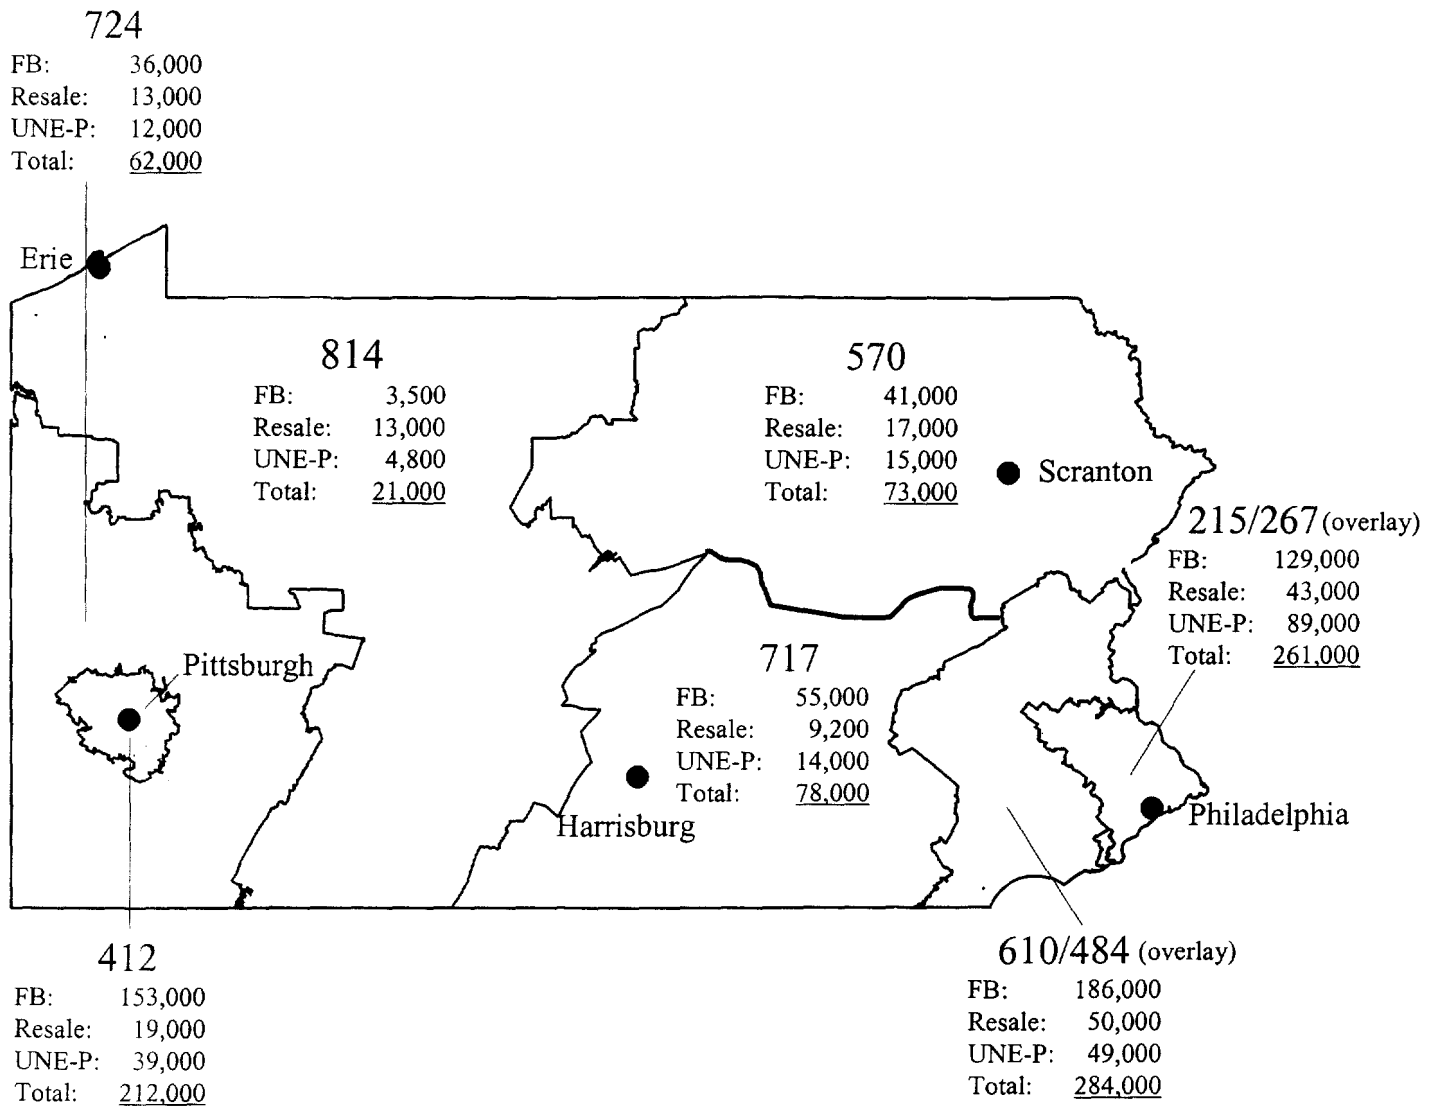 724
FB: 36,000
Resale: 13,000
UNE-P: 12,000
Total: 62,000
Erie
814
FB: 3,500
Resale: 13,000
UNE-P: 4,800
Total: 21,000
570
FB: 41,000
Resale: 17,000
UNE-P: 15,000
Total: 73,000
Scranton
215/267 (overlay)
FB: 129,000
Resale: 43,000
UNE-P: 89,000
Total: 261,000
Pittsburgh
717
FB: 55,000
Resale: 9,200
UNE-P: 14,000
Total: 78,000
Harrisburg
Philadelphia
412
FB: 153,000
Resale: 19,000
UNE-P: 39,000
Total: 212,000
610/484 (overlay)
FB: 186,000
Resale: 50,000
UNE-P: 49,000
Total: 284,000